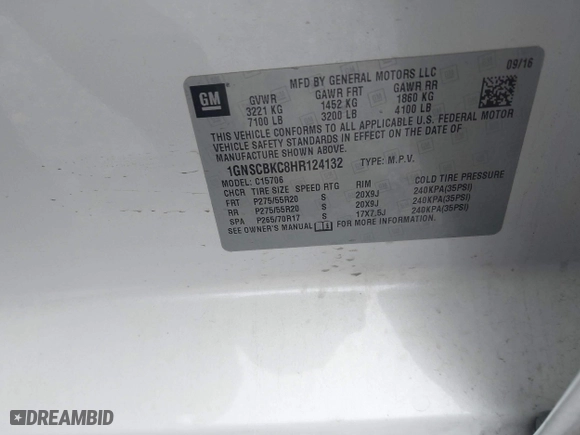 09/16
GM
MFD BY GENERAL MOTORS LLC
GVWR GAWR FRT GAWR RR
3221 KG 1452 KG 1860 KG
7100 LB 3200 LB 4100 LB
THIS VEHICLE CONFORMS TO ALL APPLICABLE U.S. FEDERAL MOTOR
VEHICLE SAFETY STANDARDS IN EFFECT ON THE DATE OF
MANUFACTURE SHOWN ABOVE.
1GNSCBKC8HR124132 TYPE: M.P.V.
MODEL: C15706
CHCR TIRE SIZE SPEED RTG RIM COLD TIRE PRESSURE
FRT P275/55R20 S 20X9J 240KPA(35PSI)
RR P275/55R20 S 20X9J 240KPA(35PSI)
SPA P265/70R17 S 17X7.5J 240KPA(35PSI)
SEE OWNER'S MANUAL FOR MORE INFORMATION.
DREAMBID